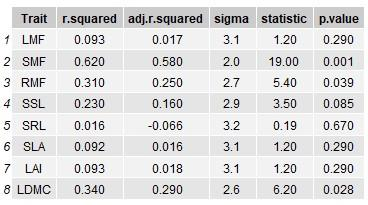 Trait r.squared adj.r.squared sigma statistic p.value
1 LMF 0.093 0.017 3.1 1.20 0.290
2 SMF 0.620 0.580 2.0 19.00 0.001
3 RMF 0.310 0.250 2.7 5.40 0.039
4 SSL 0.230 0.160 2.9 3.50 0.085
5 SRL 0.016 -0.066 3.2 0.19 0.670
6 SLA 0.092 0.016 3.1 1.20 0.290
7 LAI 0.093 0.018 3.1 1.20 0.290
8 LDMC 0.340 0.290 2.6 6.20 0.028